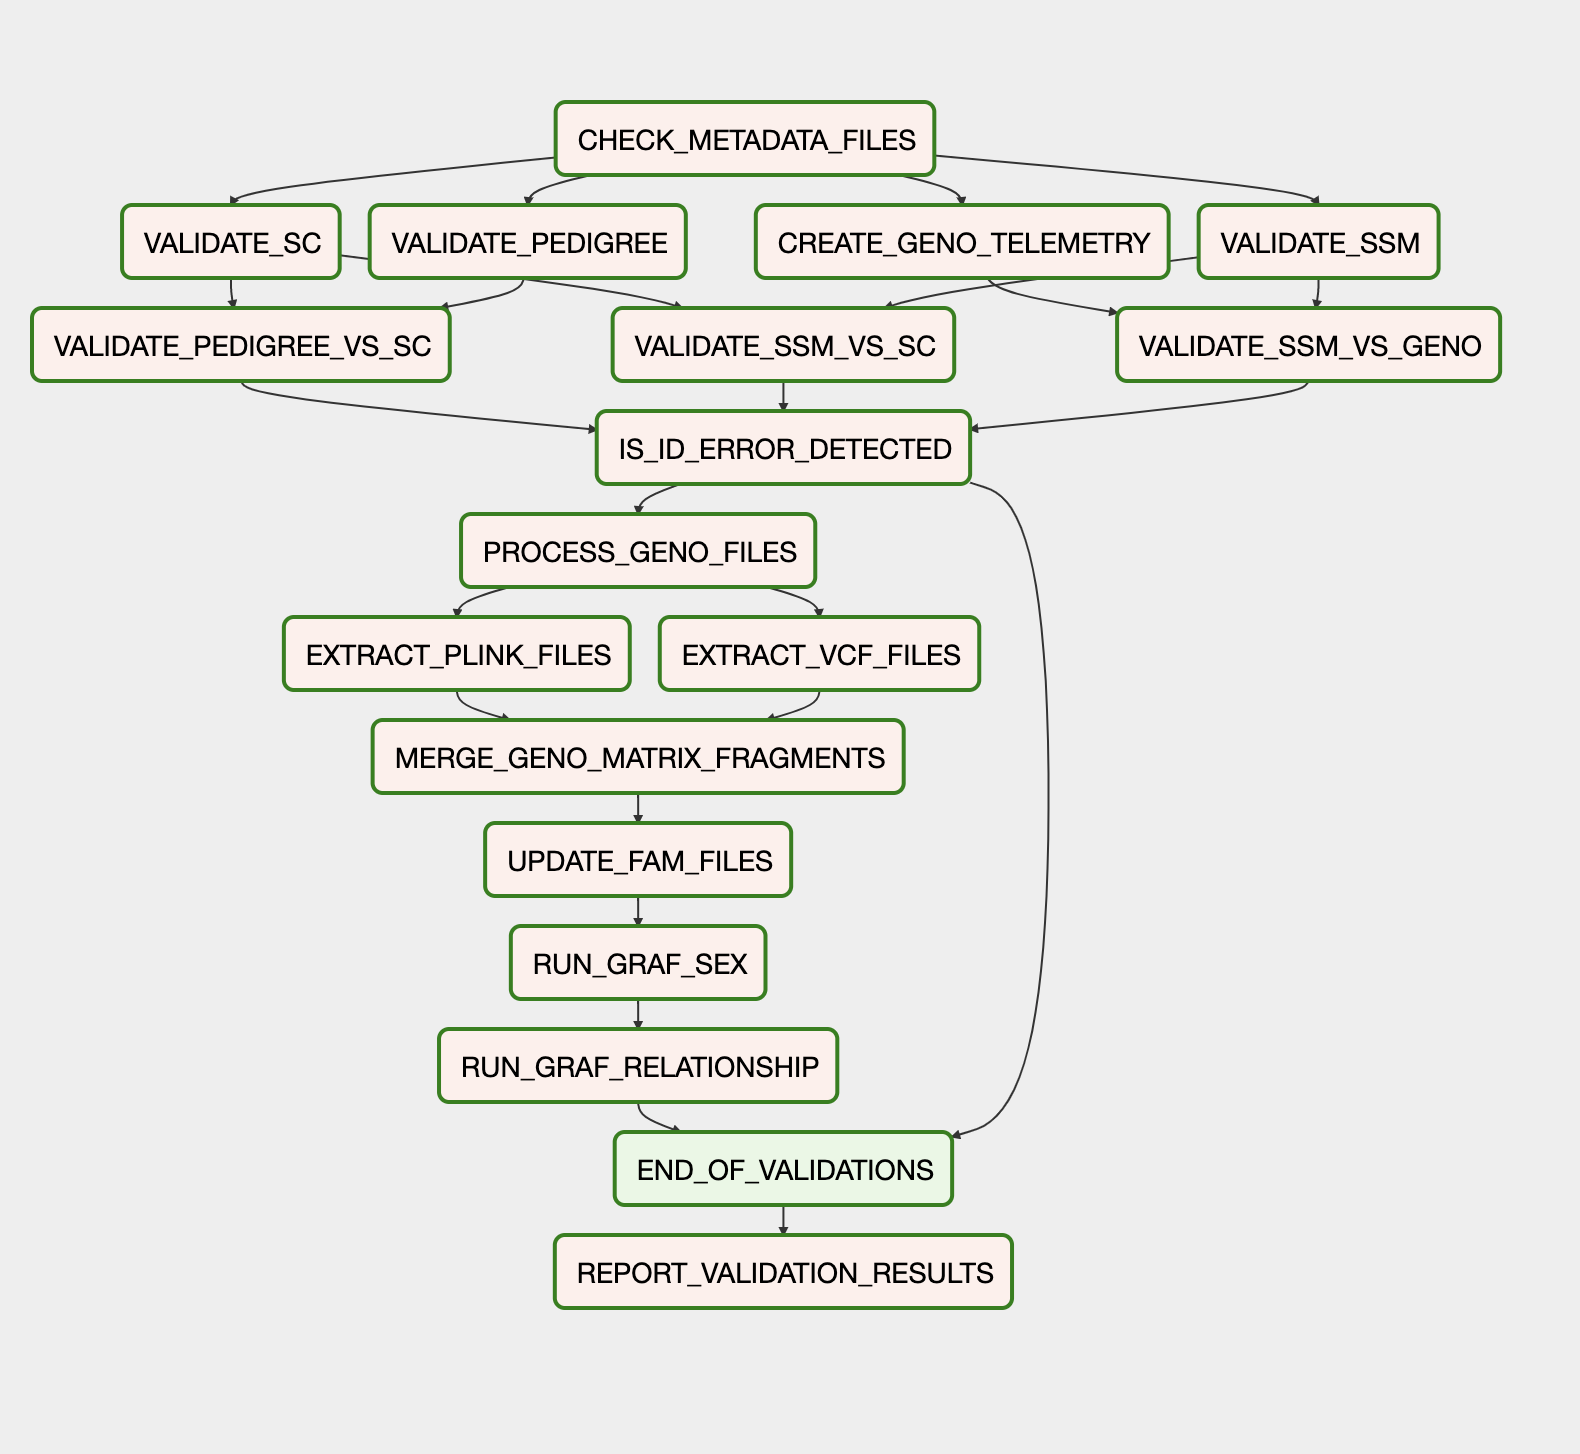 CHECK_METADATA_FILES
VALIDATE_SC
VALIDATE_PEDIGREE
CREATE_GENO_TELEMETRY
VALIDATE_SSM
VALIDATE_PEDIGREE_VS_SC
VALIDATE_SSM_VS_SC
VALIDATE_SSM_VS_GENO
IS_ID_ERROR_DETECTED
PROCESS_GENO_FILES
EXTRACT_PLINK_FILES
EXTRACT_VCF_FILES
MERGE_GENO_MATRIX_FRAGMENTS
UPDATE_FAM_FILES
RUN_GRAF_SEX
RUN_GRAF_RELATIONSHIP
END_OF_VALIDATIONS
REPORT_VALIDATION_RESULTS